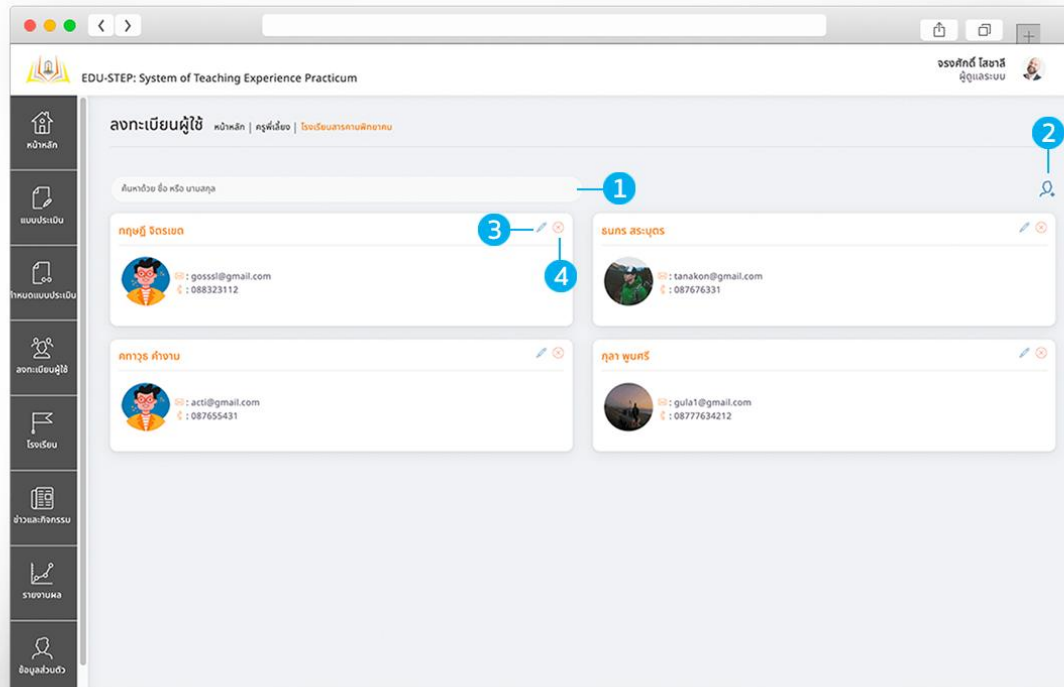 EDU-STEP: System of Teaching Experience Practicum
จรงศักดิ์ โสชาลี
ผู้ดูแลระบบ
หน้าหลัก
แบบประเมิน
กำหนดแบบประเมิน
ลงทะเบียนผู้ใช้
โรงเรียน
ข่าวและกิจกรรม
รายงานผล
ข้อมูลส่วนตัว
ลงทะเบียนผู้ใช้ หน้าหลัก | ครูพี่เลี้ยง | โรงเรียนสารคามพิทยาคม
2
ค้นหาด้วย ชื่อ หรือ นามสกุล
1
กฤษฎี จิตรเขต
3
4
: gosssl@gmail.com
: 088323112
ธนกร สระบุตร
: tanakon@gmail.com
: 087676331
คทาวุธ คำงาม
: acti@gmail.com
: 087655431
กุลา พูนศรี
: gula1@gmail.com
: 08777634212